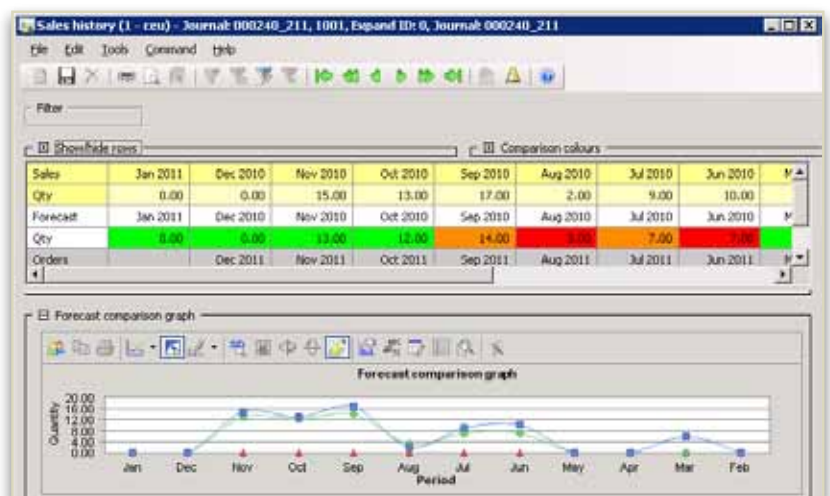 Sales history (1 - ceu) - Journal: 000240_211, 1001, Expand ID: 0, Journal: 000240_211
File Edit Tools Command Help
Filter
Show/hide rows Comparison colours
Sales Jan 2011 Dec 2010 Nov 2010 Oct 2010 Sep 2010 Aug 2010 Jul 2010 Jun 2010 M
Qty 0.00 0.00 15.00 13.00 17.00 2.00 9.00 10.00
Forecast Jan 2011 Dec 2010 Nov 2010 Oct 2010 Sep 2010 Aug 2010 Jul 2010 Jun 2010 M
Qty 0.00 0.00 13.00 12.00 14.00 7.00 7.00
Orders Dec 2011 Nov 2011 Oct 2011 Sep 2011 Aug 2011 Jul 2011 Jun 2011 M
Forecast comparison graph
Forecast comparison graph
20.00
16.00
12.00
8.00
4.00
0.00
Quantity
Jan Dec Nov Oct Sep Aug Jul Jun May Apr Mar Feb
Period